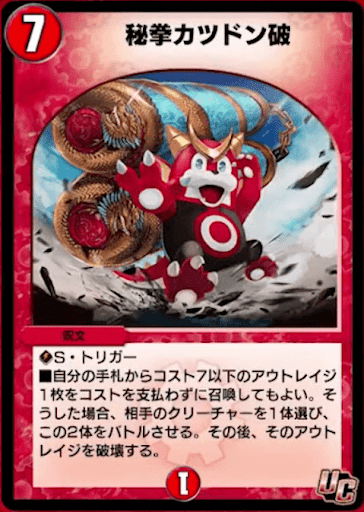 7
秘拳カツドン破
呪文
S・トリガー
■自分の手札からコスト7以下のアウトレイジ
1枚をコストを支払わずに召喚してもよい。そ
うした場合、相手のクリーチャーを1体選び、
この2体をバトルさせる。その後、そのアウト
レイジを破壊する。
1
UC